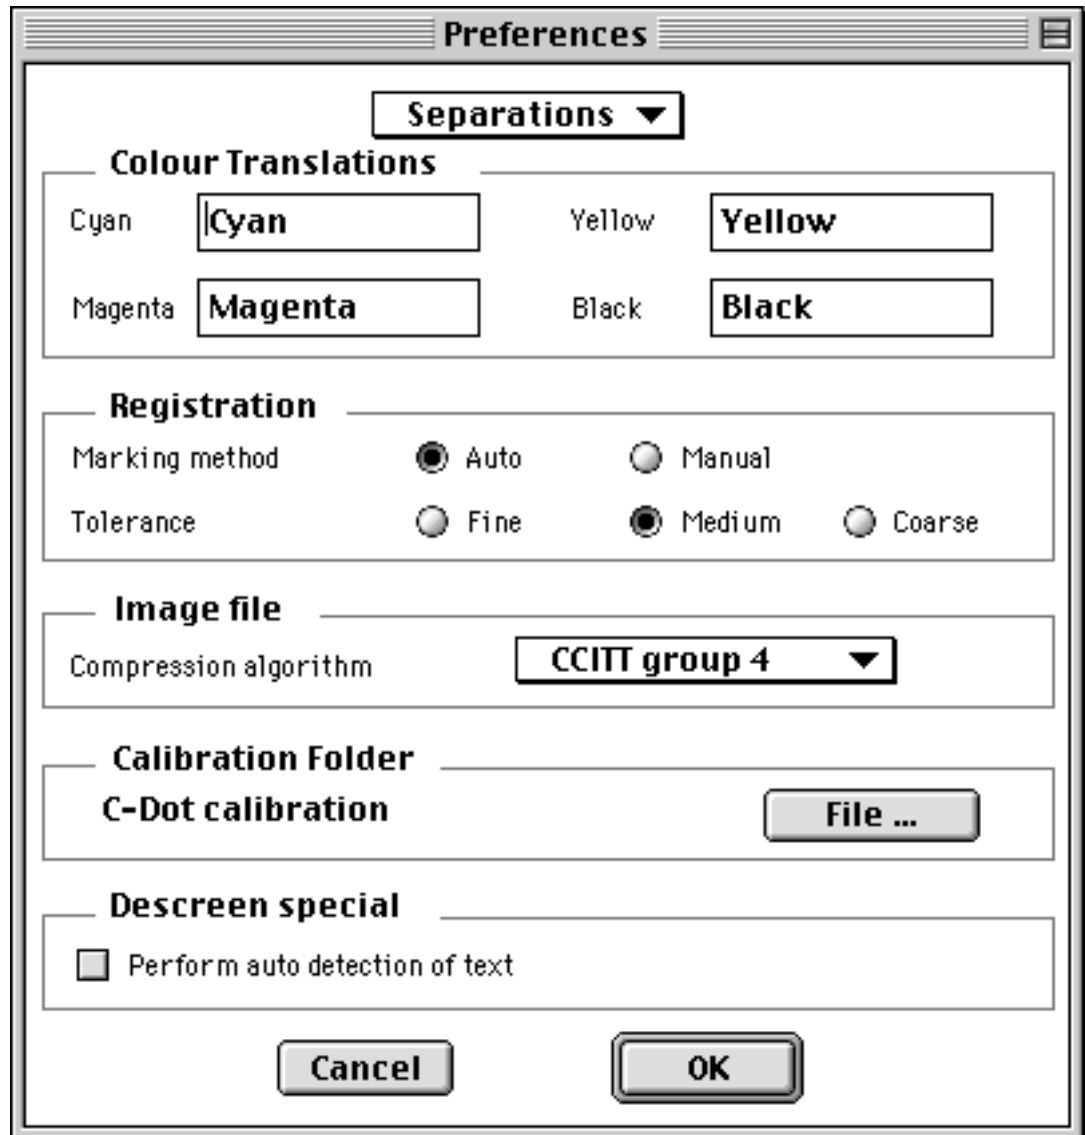 Preferences
Separations
Colour Translations
Cyan Cyan Yellow Yellow
Magenta Magenta Black Black
Registration
Marking method Auto Manual
Tolerance Fine Medium Coarse
Image file
Compression algorithm CCITT group 4
Calibration Folder
C-Dot calibration File ...
Descreen special
Perform auto detection of text
Cancel OK